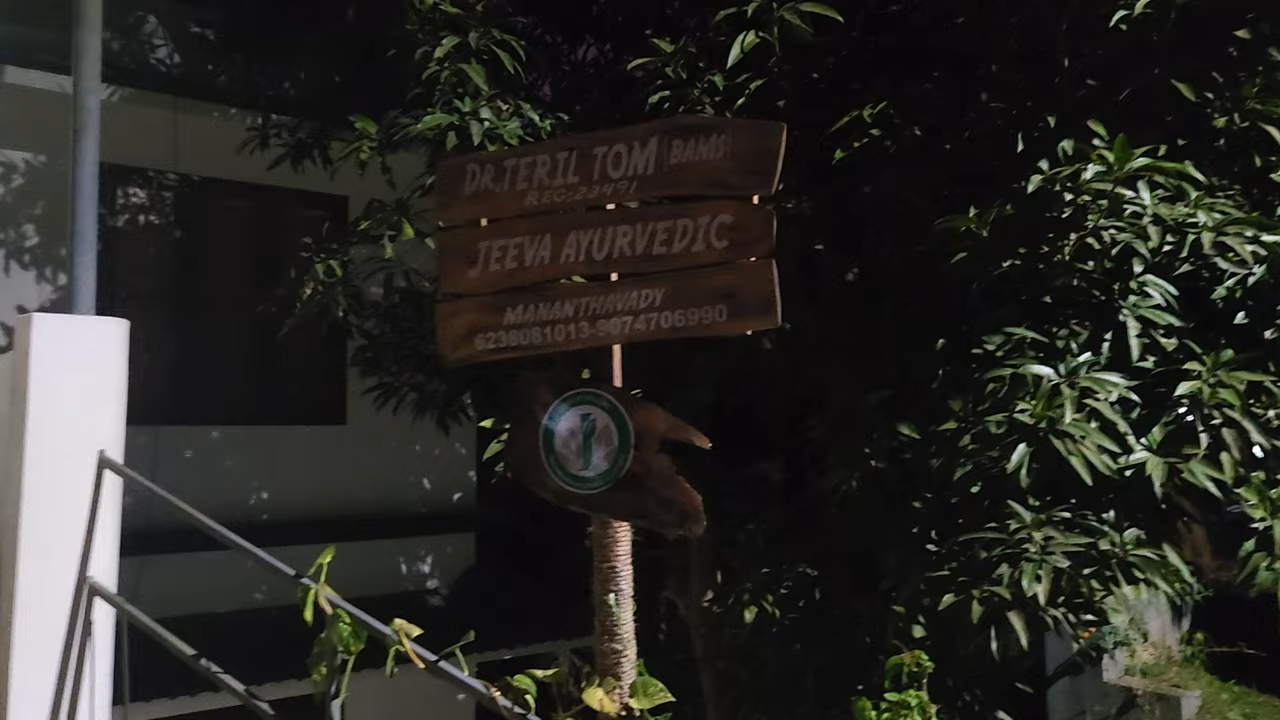 DR.TERIL TOM (BAMS)
REG:23491
JEEVA AYURVEDIC
MANANTHAVADY
6238081013-9074706990